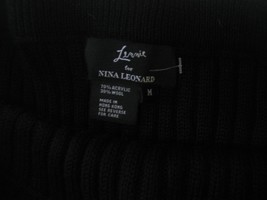 Lennie
for
NINA LEONARD
70% ACRYLIC
30% WOOL
M
MADE IN
HONG KONG
SEE REVERSE
FOR CARE